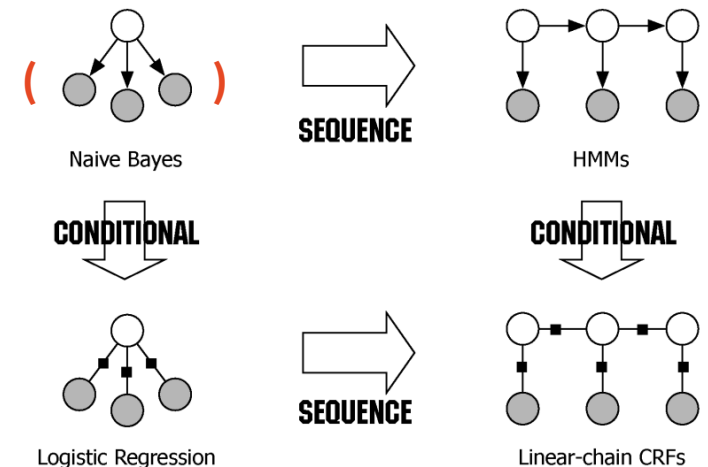 ( )
SEQUENCE
Naive Bayes
HMMs
CONDITIONAL
CONDITIONAL
SEQUENCE
Logistic Regression
Linear-chain CRFs